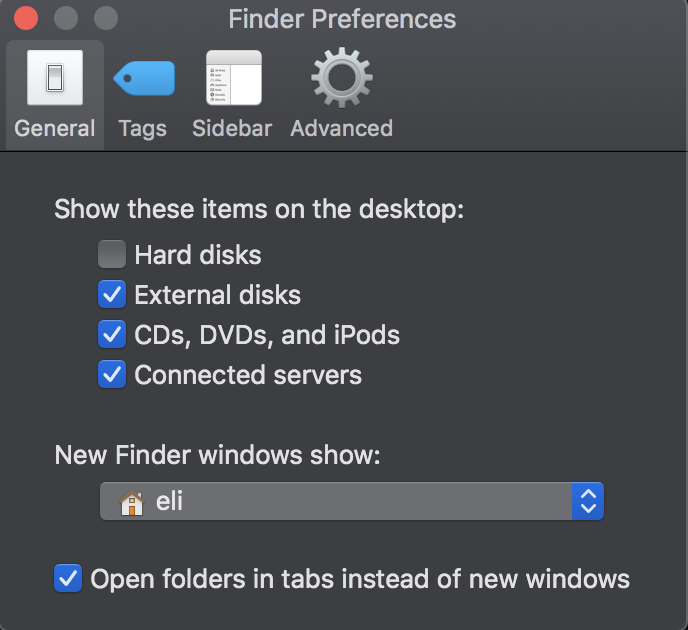 Finder Preferences
General Tags Sidebar Advanced
Show these items on the desktop:
Hard disks
External disks
CDs, DVDs, and iPods
Connected servers
New Finder windows show:
eli
Open folders in tabs instead of new windows